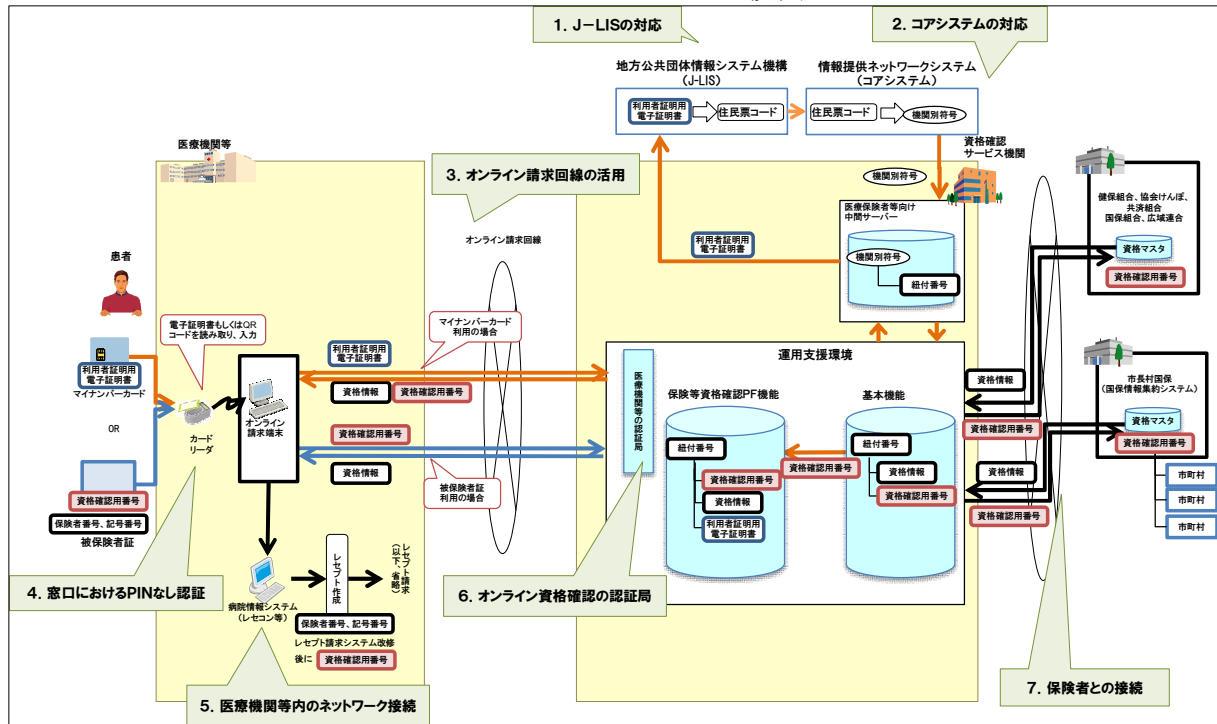 1．J－LISの対応
2．コアシステムの対応
地方公共団体情報システム機構
(J-LIS)
情報提供ネットワークシステム
(コアシステム)
利用者証明用
電子証明書
住民票コード
住民票コード
機関別符号
医療機関等
資格確認
サービス機関
3．オンライン請求回線の活用
機関別符号
医療保険者等向け
中間サーバー
健保組合、協会けんぽ、
共済組合
国保組合、広域連合
オンライン請求回線
利用者証明用
電子証明書
機関別符号
紐付番号
資格マスタ
資格確認用番号
患者
電子証明書もしくはQR
コードを読み取り、入力
マイナンバーカード
利用の場合
利用者証明用
電子証明書
マイナンバーカード
OR
カード
リーダ
オンライン
請求端末
利用者証明用
電子証明書
資格情報
資格確認用番号
資格確認用番号
資格情報
被保険者証
利用の場合
運用支援環境
医療機関等の認証局
保険等資格確認PF機能
基本機能
紐付番号
資格確認用番号
資格情報
利用者証明用
電子証明書
資格確認用番号
紐付番号
資格情報
資格確認用番号
資格情報
資格確認用番号
資格情報
資格確認用番号
市長村国保
(国保情報集約システム)
資格マスタ
資格確認用番号
市町村
市町村
市町村
資格確認用番号
保険者番号、記号番号
被保険者証
4．窓口におけるPINなし認証
病院情報システム
(レセコン等)
レセプト作成
レセプト請求
(以下、省略)
保険者番号、記号番号
レセプト請求システム改修
後に
資格確認用番号
5．医療機関等内のネットワーク接続
6．オンライン資格確認の認証局
7．保険者との接続